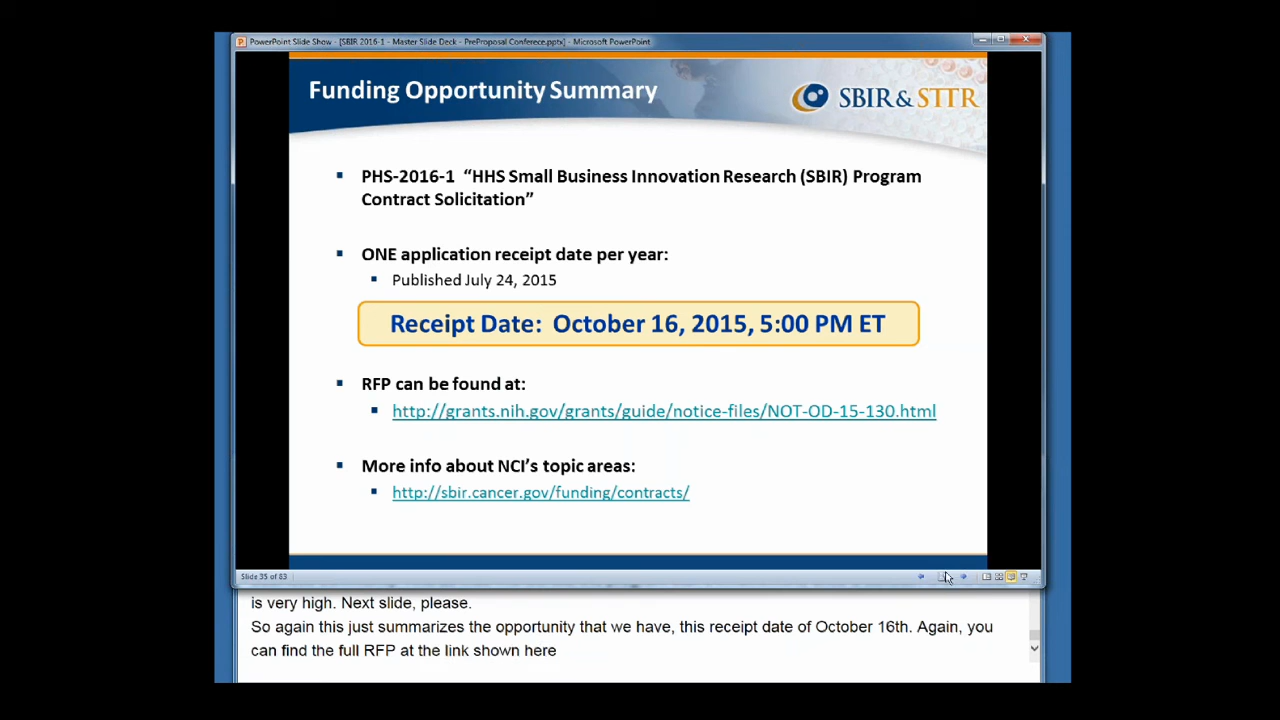 PowerPoint Slide Show - [SBIR 2016-1 - Master Slide Deck - PreProposal Conferece.pptx] - Microsoft PowerPoint
Funding Opportunity Summary
SBIR & STTR
PHS-2016-1 “HHS Small Business Innovation Research (SBIR) Program
Contract Solicitation”
ONE application receipt date per year:
Published July 24, 2015
Receipt Date: October 16, 2015, 5:00 PM ET
RFP can be found at:
http://grants.nih.gov/grants/guide/notice-files/NOT-OD-15-130.html
More info about NCI’s topic areas:
http://sbir.cancer.gov/funding/contracts/
Slide 35 of 83
is very high. Next slide, please.
So again this just summarizes the opportunity that we have, this receipt date of October 16th. Again, you
can find the full RFP at the link shown here